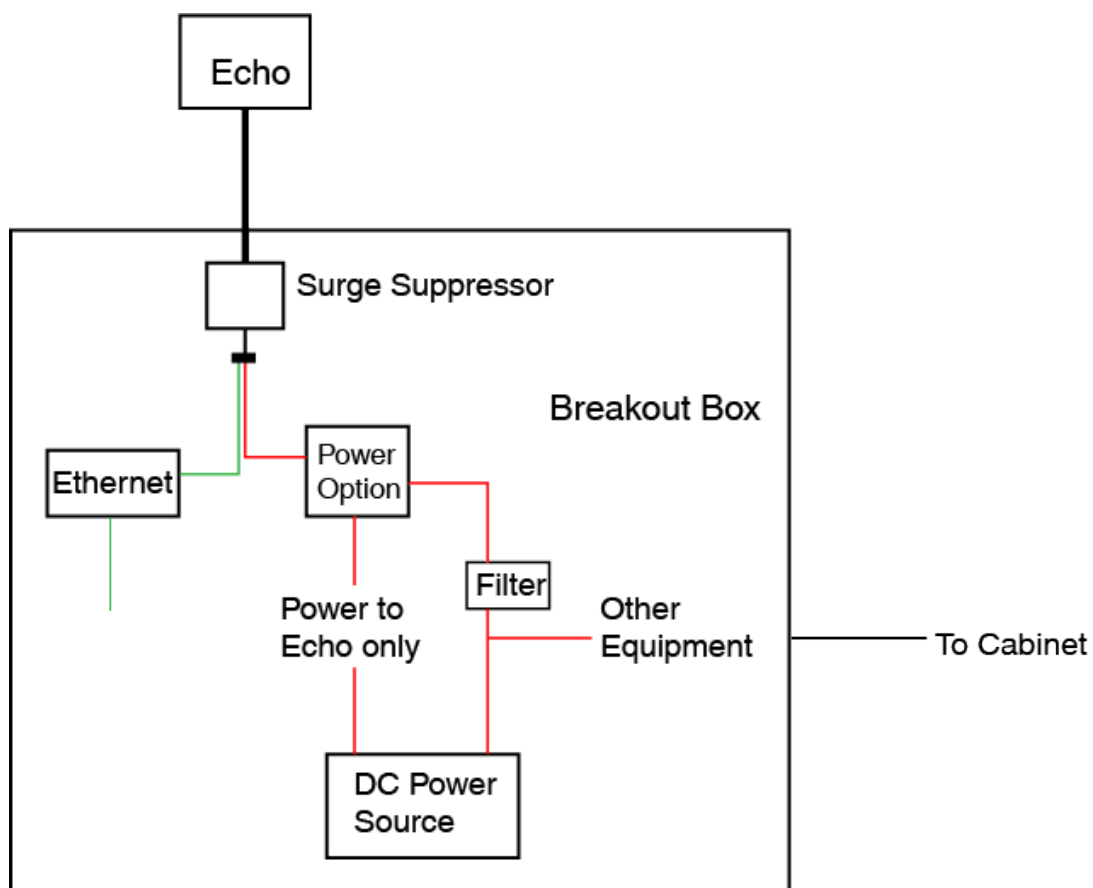 Echo
Surge Suppressor
Breakout Box
Ethernet
Power
Option
Filter
Power to
Echo only
Other
Equipment
To Cabinet
DC Power
Source